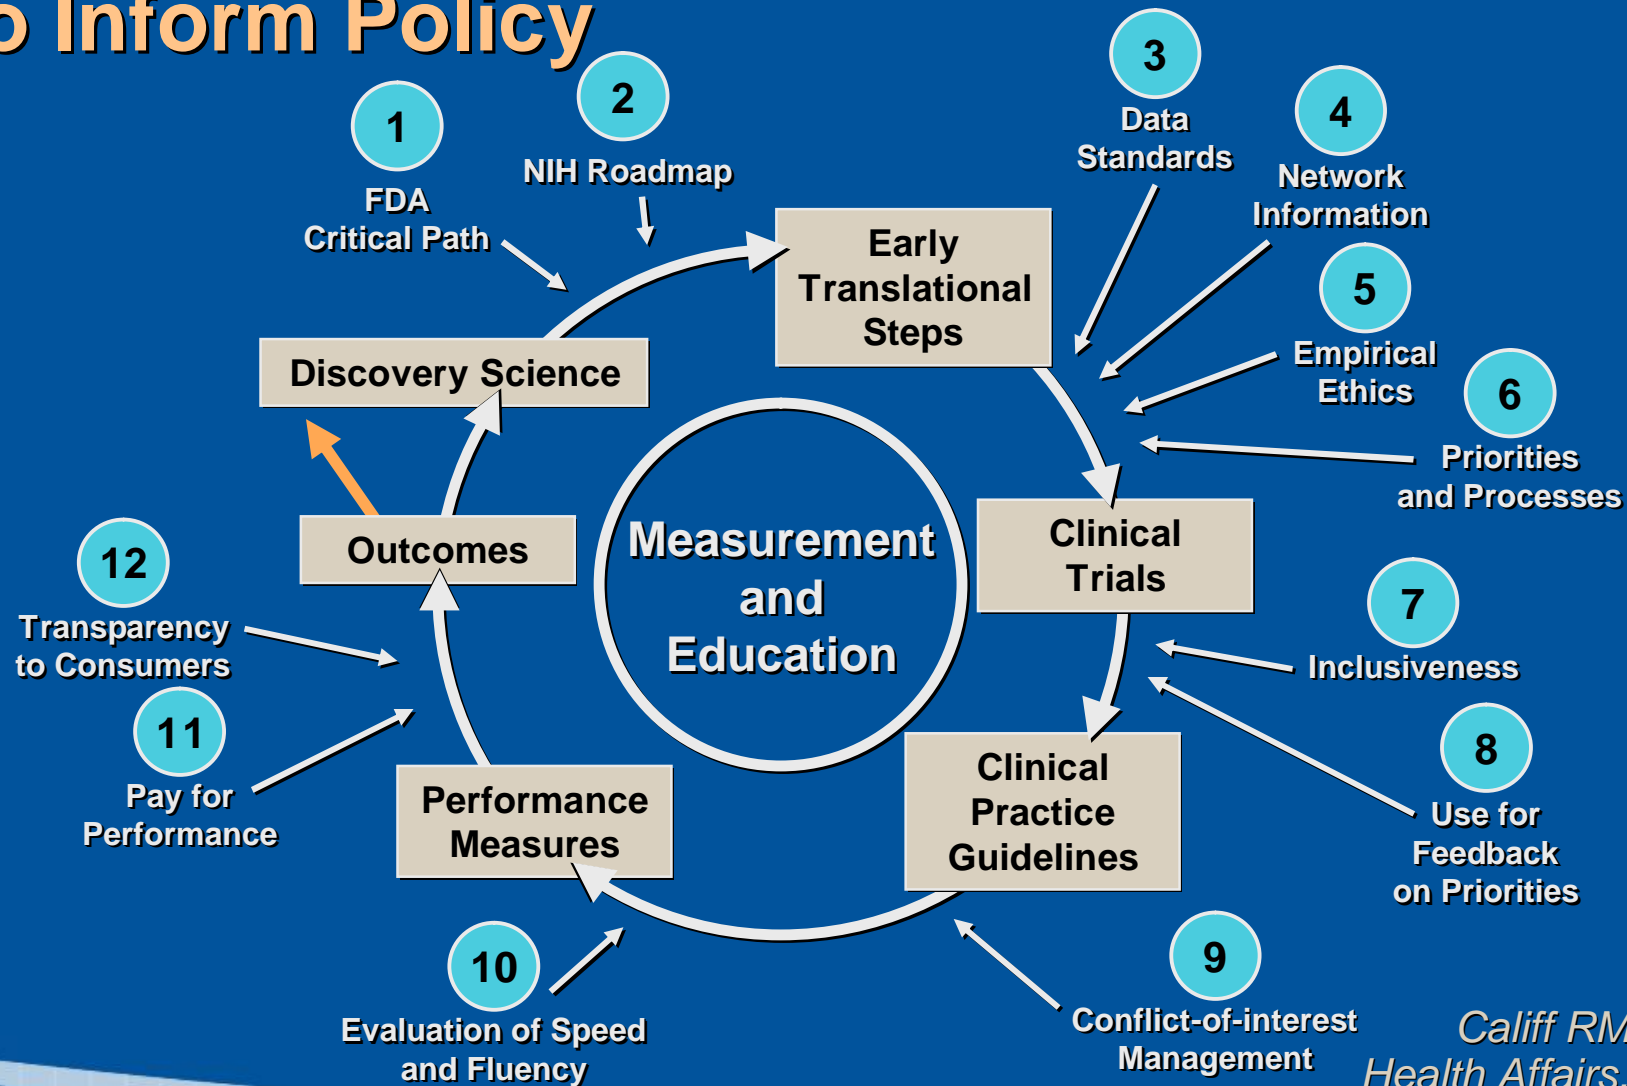 o Inform Policy
1
FDA
Critical Path
2
NIH Roadmap
3
Data
Standards
4
Network
Information
5
Empirical
Ethics
6
Priorities
and Processes
Early
Translational
Steps
Discovery Science
Measurement
and
Education
Clinical
Trials
Outcomes
7
Inclusiveness
8
Use for
Feedback
on Priorities
Clinical
Practice
Guidelines
Performance
Measures
12
Transparency
to Consumers
11
Pay for
Performance
10
Evaluation of Speed
and Fluency
9
Conflict-of-interest
Management
Califf RM
Health Affairs.